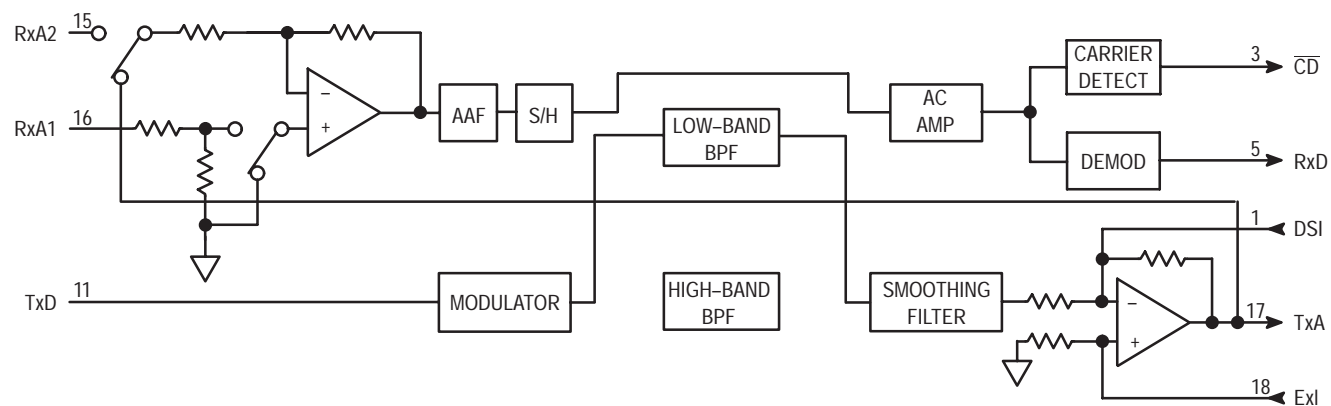 RxA2 15
RxA1 16
−
+
AAF
S/H
LOW–BAND
BPF
AC
AMP
CARRIER
DETECT
3 CD
DEMOD
5 RxD
1 DSI
TxD 11
MODULATOR
HIGH–BAND
BPF
SMOOTHING
FILTER
−
+
17 TxA
18 ExI